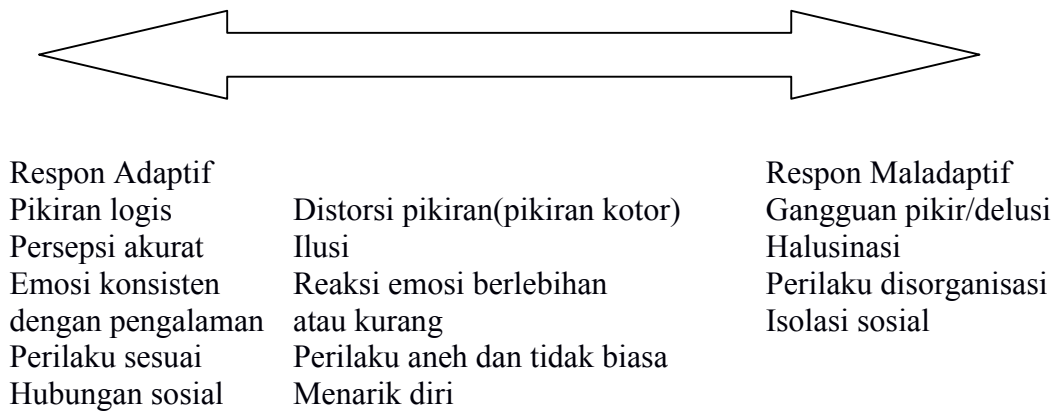 Respon Adaptif Respon Maladaptif
Pikiran logis Distorsi pikiran(pikiran kotor) Gangguan pikir/delusi
Persepsi akurat Ilusi Halusinasi
Emosi konsisten Reaksi emosi berlebihan Perilaku disorganisasi
dengan pengalaman atau kurang Isolasi sosial
Perilaku sesuai Perilaku aneh dan tidak biasa
Hubungan sosial Menarik diri